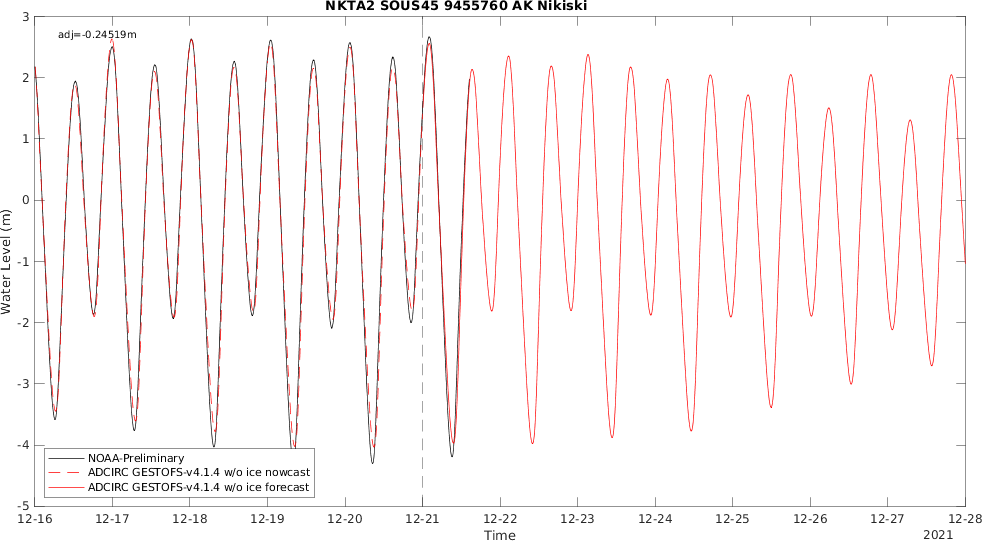 NKTA2 SOUS45 9455760 AK Nikiski
adj=-0.24519m
3
2
1
0
-1
-2
-3
-4
-5
Water Level (m)
NOAA-Preliminary
ADCIRC GESTOFS-v4.1.4 w/o ice nowcast
ADCIRC GESTOFS-v4.1.4 w/o ice forecast
12-16 12-17 12-18 12-19 12-20 12-21 12-22 12-23 12-24 12-25 12-26 12-27 12-28
Time
2021